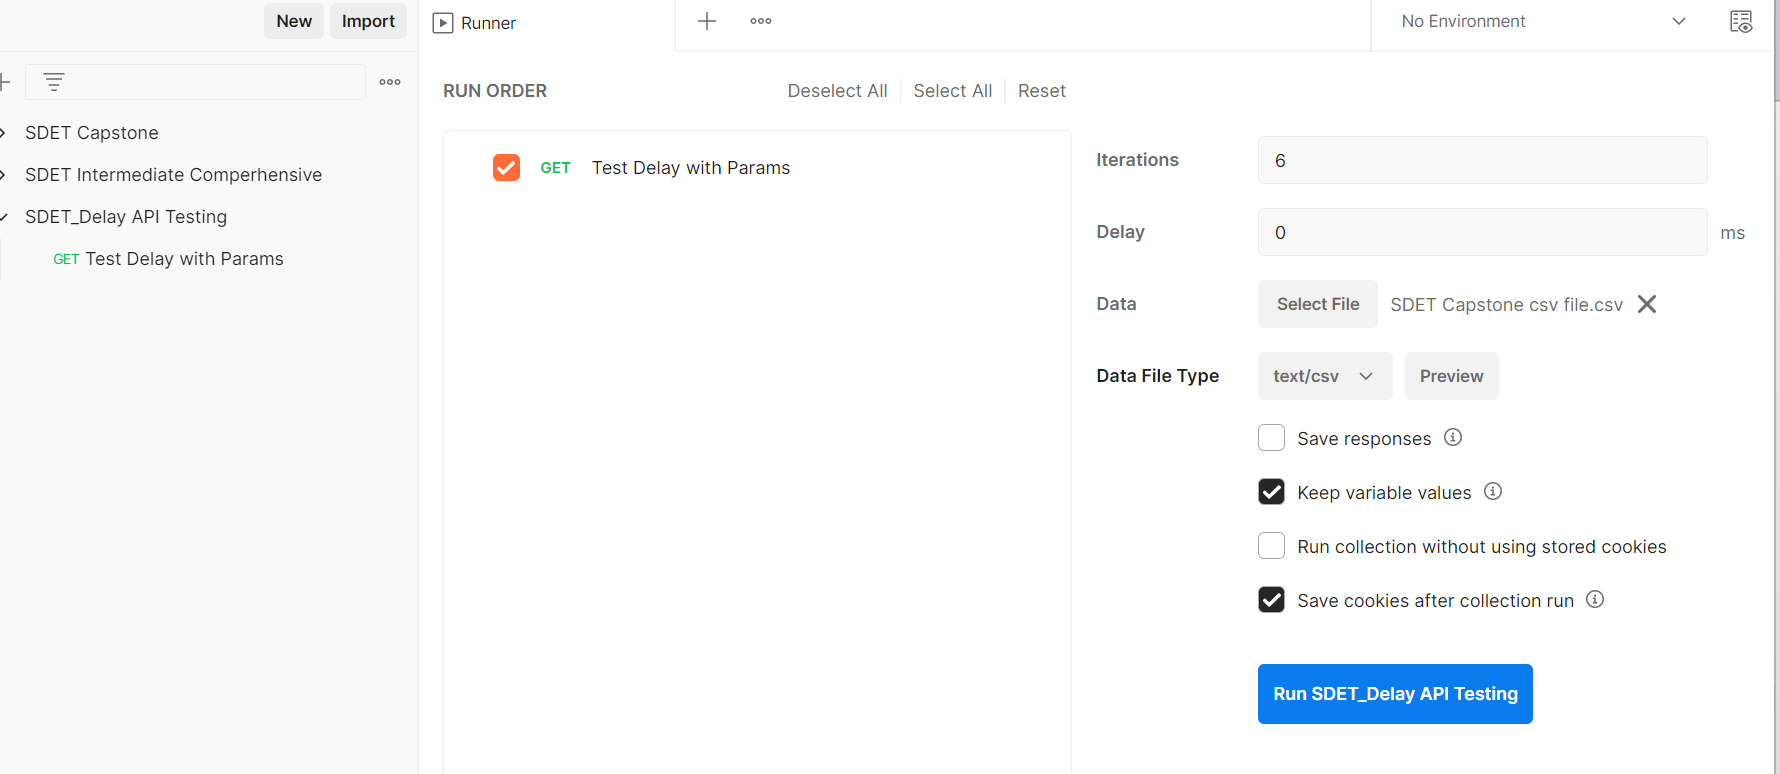 New Import
Runner
No Environment
RUN ORDER
Deselect All Select All Reset
SDET Capstone
SDET Intermediate Comperhensive
SDET_Delay API Testing
GET Test Delay with Params
GET Test Delay with Params
Iterations 6
Delay 0 ms
Data Select File SDET Capstone csv file.csv
Data File Type text/csv Preview
Save responses
Keep variable values
Run collection without using stored cookies
Save cookies after collection run
Run SDET_Delay API Testing